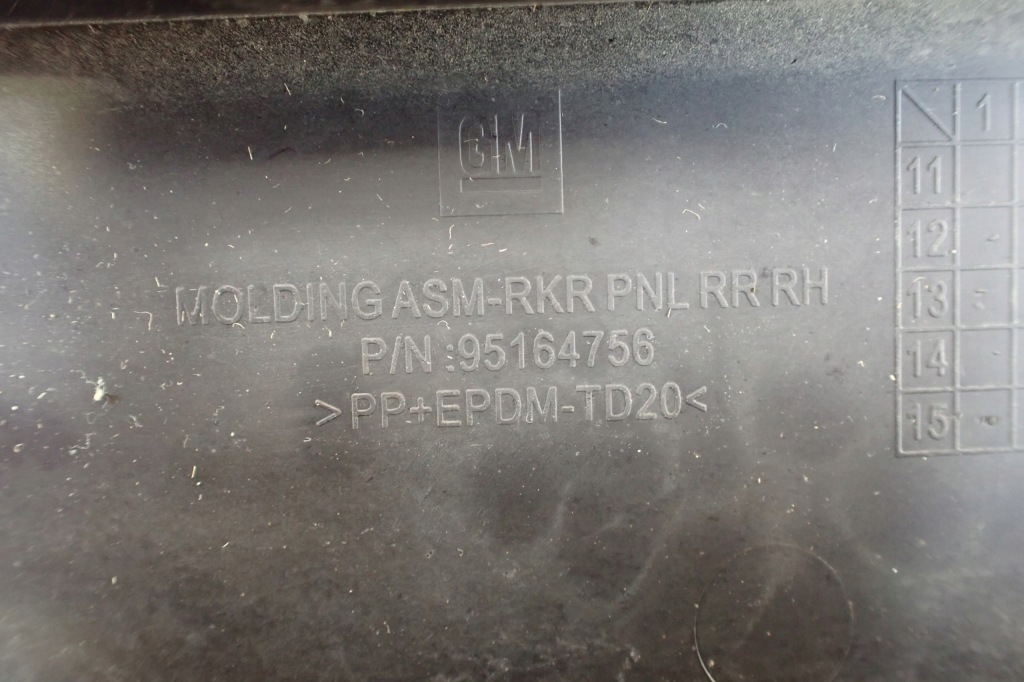 GM
MOLDING ASM-RKR PNL RR RH
P/N :95164756
>PP+EPDM-TD20<
1
11
12
13
14
15